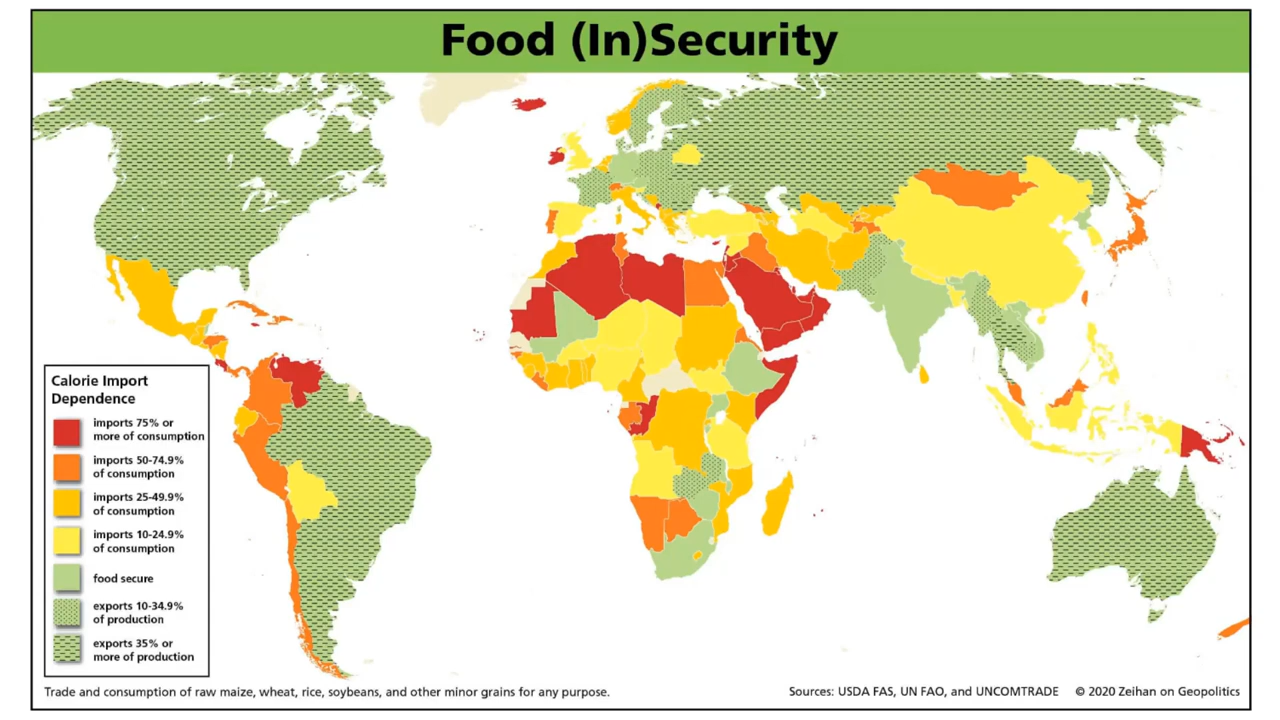 Food (In)Security
Calorie Import
Dependence
imports 75% or
more of consumption
imports 50-74.9%
of consumption
imports 25-49.9%
of consumption
imports 10-24.9%
of consumption
food secure
exports 10-34.9%
of production
exports 35% or
more of production
Trade and consumption of raw maize, wheat, rice, soybeans, and other minor grains for any purpose.
Sources: USDA FAS, UN FAO, and UNCOMTRADE © 2020 Zeihan on Geopolitics